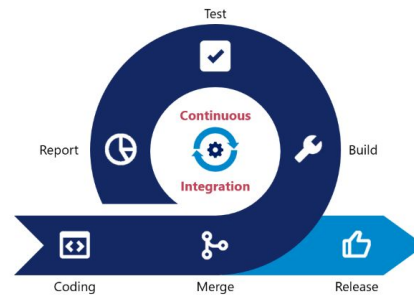 Test
Continuous
Report
Build
Integration
Coding
Merge
Release